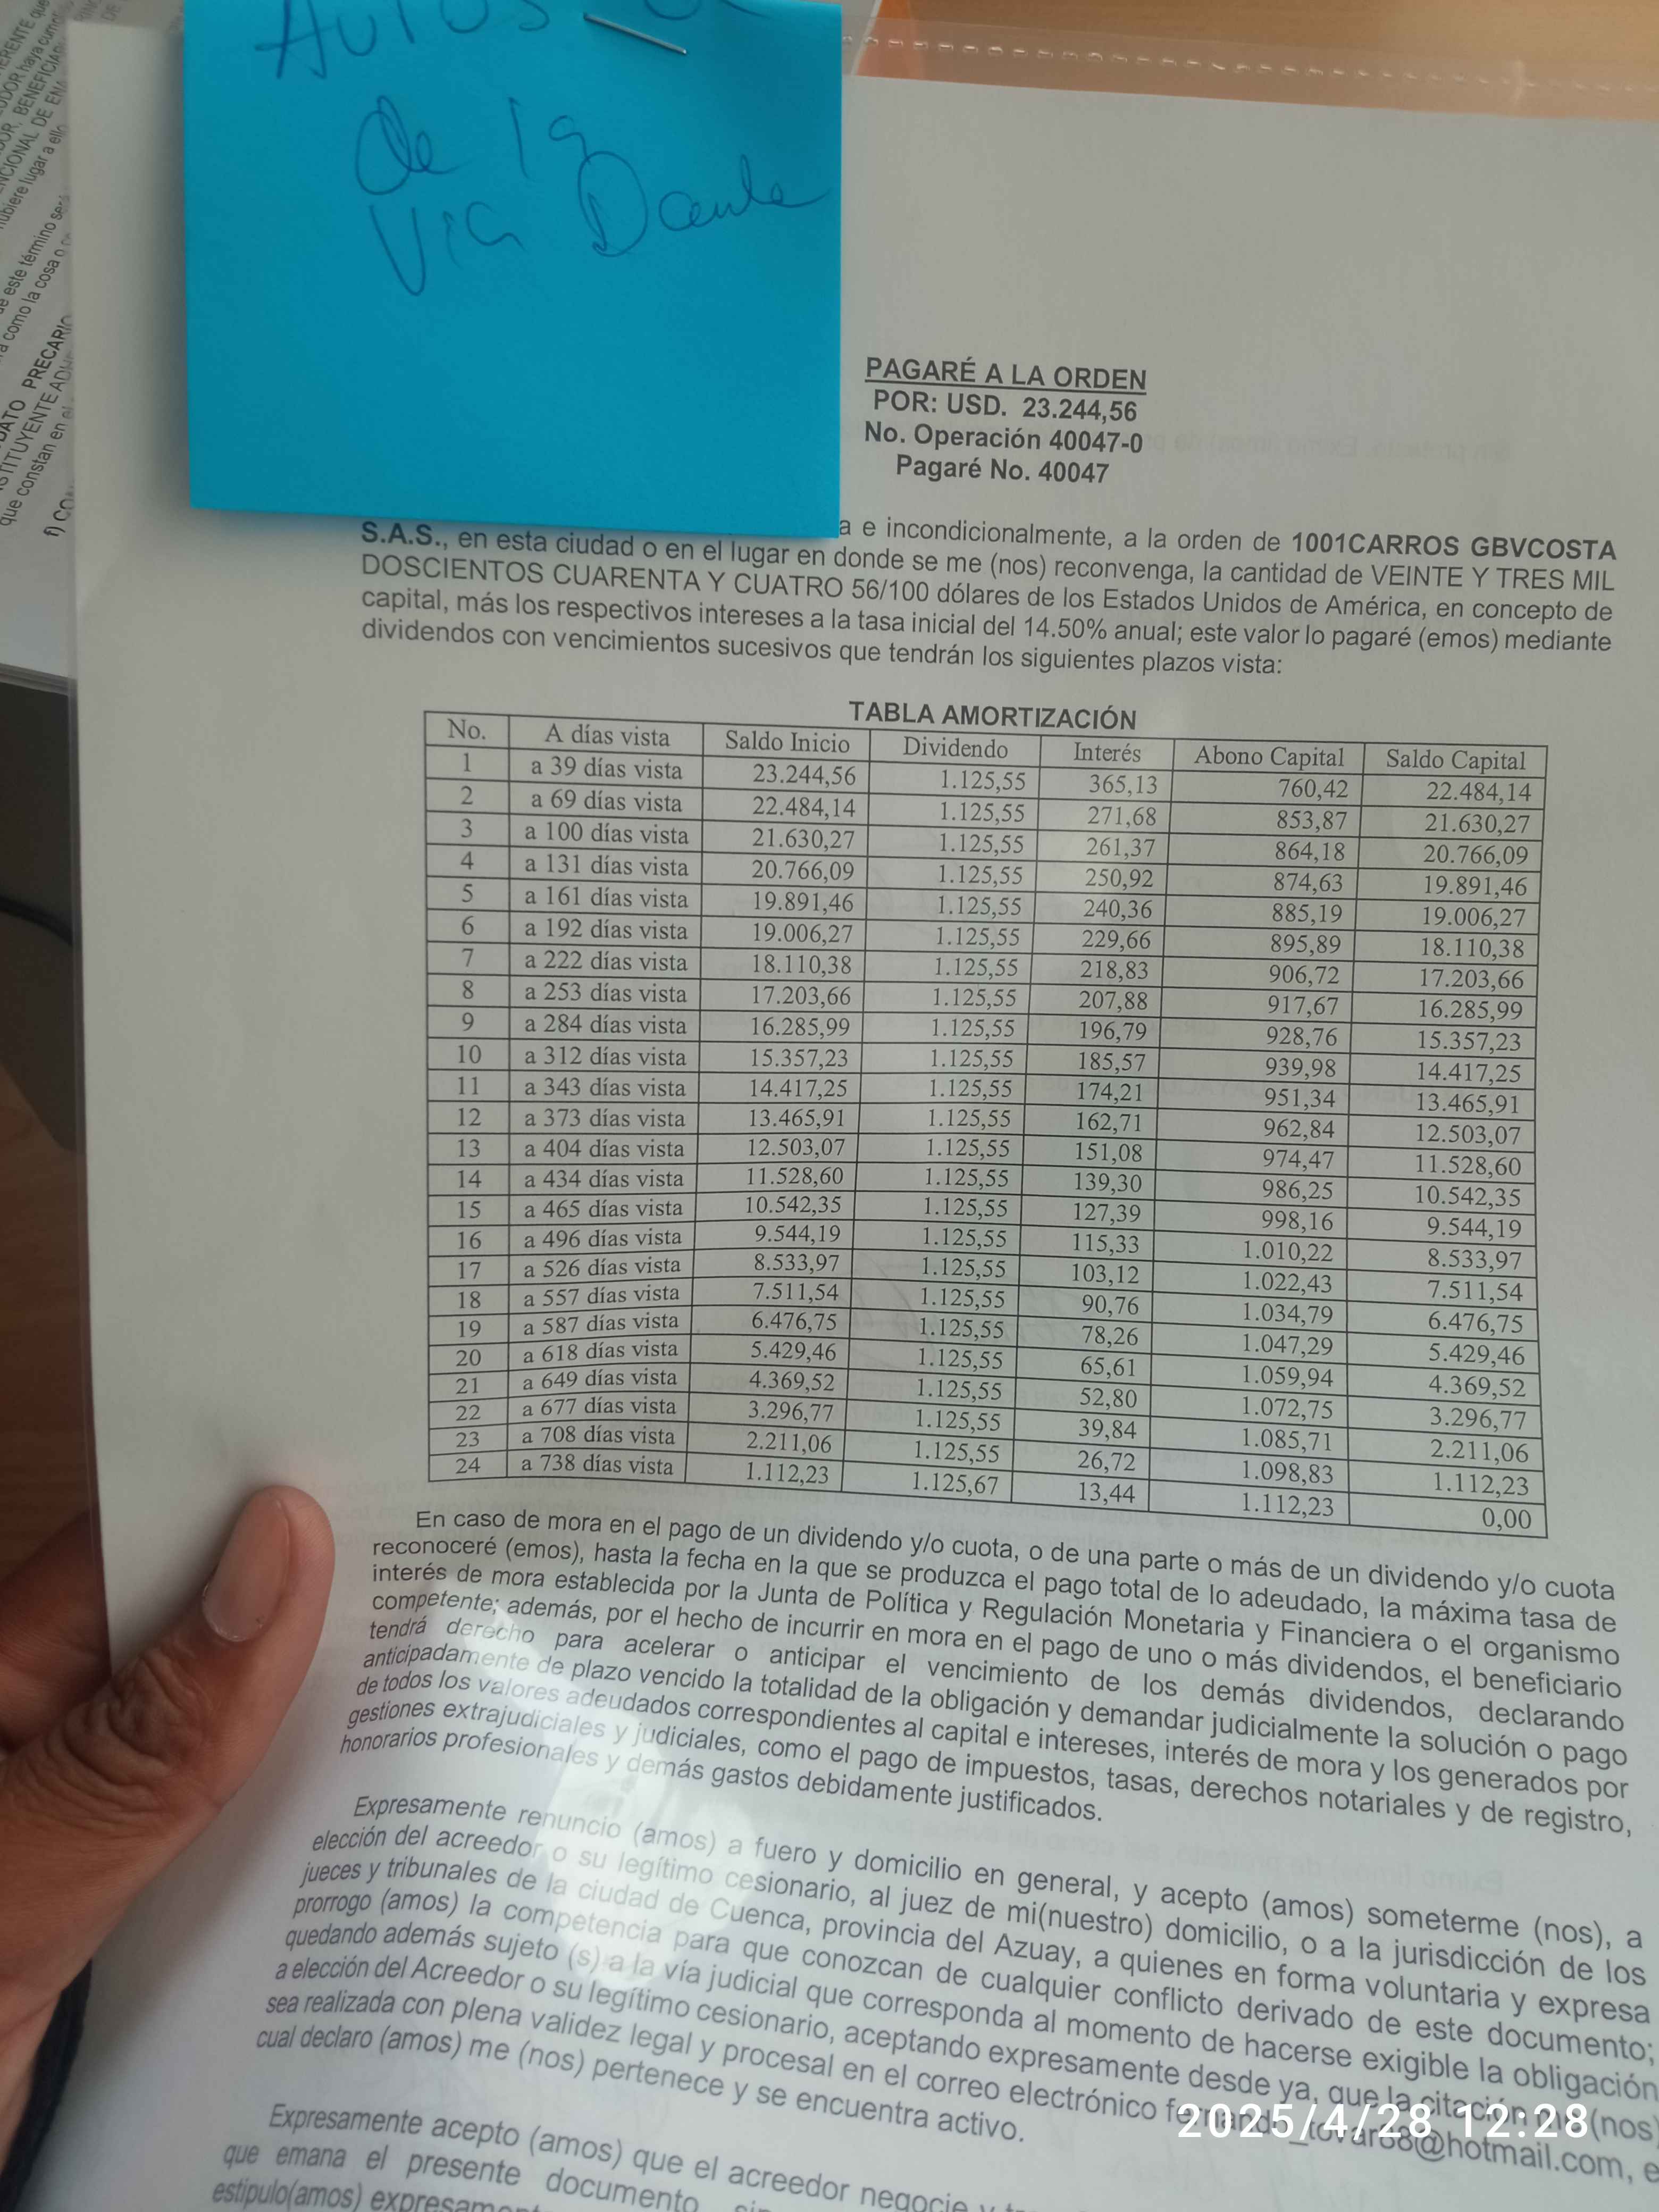 Autos
de la
Via Daule
PAGARÉ A LA ORDEN
POR: USD. 23.244,56
No. Operación 40047-0
Pagaré No. 40047
a e incondicionalmente, a la orden de 1001CARROS GBVCOSTA
S.A.S., en esta ciudad o en el lugar en donde se me (nos) reconvenga, la cantidad de VEINTE Y TRES MIL
DOSCIENTOS CUARENTA Y CUATRO 56/100 dólares de los Estados Unidos de América, en concepto de
capital, más los respectivos intereses a la tasa inicial del 14.50% anual; este valor lo pagaré (emos) mediante
dividendos con vencimientos sucesivos que tendrán los siguientes plazos vista:
TABLA AMORTIZACIÓN
No. A días vista Saldo Inicio Dividendo Interés Abono Capital Saldo Capital
1 a 39 días vista 23.244,56 1.125,55 365,13 760,42 22.484,14
2 a 69 días vista 22.484,14 1.125,55 271,68 853,87 21.630,27
3 a 100 días vista 21.630,27 1.125,55 261,37 864,18 20.766,09
4 a 131 días vista 20.766,09 1.125,55 250,92 874,63 19.891,46
5 a 161 días vista 19.891,46 1.125,55 240,36 885,19 19.006,27
6 a 192 días vista 19.006,27 1.125,55 229,66 895,89 18.110,38
7 a 222 días vista 18.110,38 1.125,55 218,83 906,72 17.203,66
8 a 253 días vista 17.203,66 1.125,55 207,88 917,67 16.285,99
9 a 284 días vista 16.285,99 1.125,55 196,79 928,76 15.357,23
10 a 312 días vista 15.357,23 1.125,55 185,57 939,98 14.417,25
11 a 343 días vista 14.417,25 1.125,55 174,21 951,34 13.465,91
12 a 373 días vista 13.465,91 1.125,55 162,71 962,84 12.503,07
13 a 404 días vista 12.503,07 1.125,55 151,08 974,47 11.528,60
14 a 434 días vista 11.528,60 1.125,55 139,30 986,25 10.542,35
15 a 465 días vista 10.542,35 1.125,55 127,39 998,16 9.544,19
16 a 496 días vista 9.544,19 1.125,55 115,33 1.010,22 8.533,97
17 a 526 días vista 8.533,97 1.125,55 103,12 1.022,43 7.511,54
18 a 557 días vista 7.511,54 1.125,55 90,76 1.034,79 6.476,75
19 a 587 días vista 6.476,75 1.125,55 78,26 1.047,29 5.429,46
20 a 618 días vista 5.429,46 1.125,55 65,61 1.059,94 4.369,52
21 a 649 días vista 4.369,52 1.125,55 52,80 1.072,75 3.296,77
22 a 677 días vista 3.296,77 1.125,55 39,84 1.085,71 2.211,06
23 a 708 días vista 2.211,06 1.125,55 26,72 1.098,83 1.112,23
24 a 738 días vista 1.112,23 1.125,67 13,44 1.112,23 0,00
En caso de mora en el pago de un dividendo y/o cuota, o de una parte o más de un dividendo y/o cuota
reconoceré (emos), hasta la fecha en la que se produzca el pago total de lo adeudado, la máxima tasa de
interés de mora establecida por la Junta de Política y Regulación Monetaria y Financiera o el organismo
competente; además, por el hecho de incurrir en mora en el pago de uno o más dividendos, el beneficiario
tendrá derecho para acelerar o anticipar el vencimiento de los demás dividendos, declarando
anticipadamente de plazo vencido la totalidad de la obligación y demandar judicialmente la solución o pago
de todos los valores adeudados correspondientes al capital e intereses, interés de mora y los generados por
gestiones extrajudiciales y judiciales, como el pago de impuestos, tasas, derechos notariales y de registro,
honorarios profesionales y demás gastos debidamente justificados.
Expresamente renuncio (amos) a fuero y domicilio en general, y acepto (amos) someterme (nos), a
elección del acreedor o su legítimo cesionario, al juez de mi(nuestro) domicilio, o a la jurisdicción de los
jueces y tribunales de la ciudad de Cuenca, provincia del Azuay, a quienes en forma voluntaria y expresa
prorrogo (amos) la competencia para que conozcan de cualquier conflicto derivado de este documento;
quedando además sujeto (s) a la vía judicial que corresponda al momento de hacerse exigible la obligación
a elección del Acreedor o su legítimo cesionario, aceptando expresamente desde ya, que la citación me (nos)
sea realizada con plena validez legal y procesal en el correo electrónico fernando_tovar68@hotmail.com, e
cual declaro (amos) me (nos) pertenece y se encuentra activo.
Expresamente acepto (amos) que el acreedor negocie y
que emana el presente documento
estipulo(amos)
2025/4/28 12:28